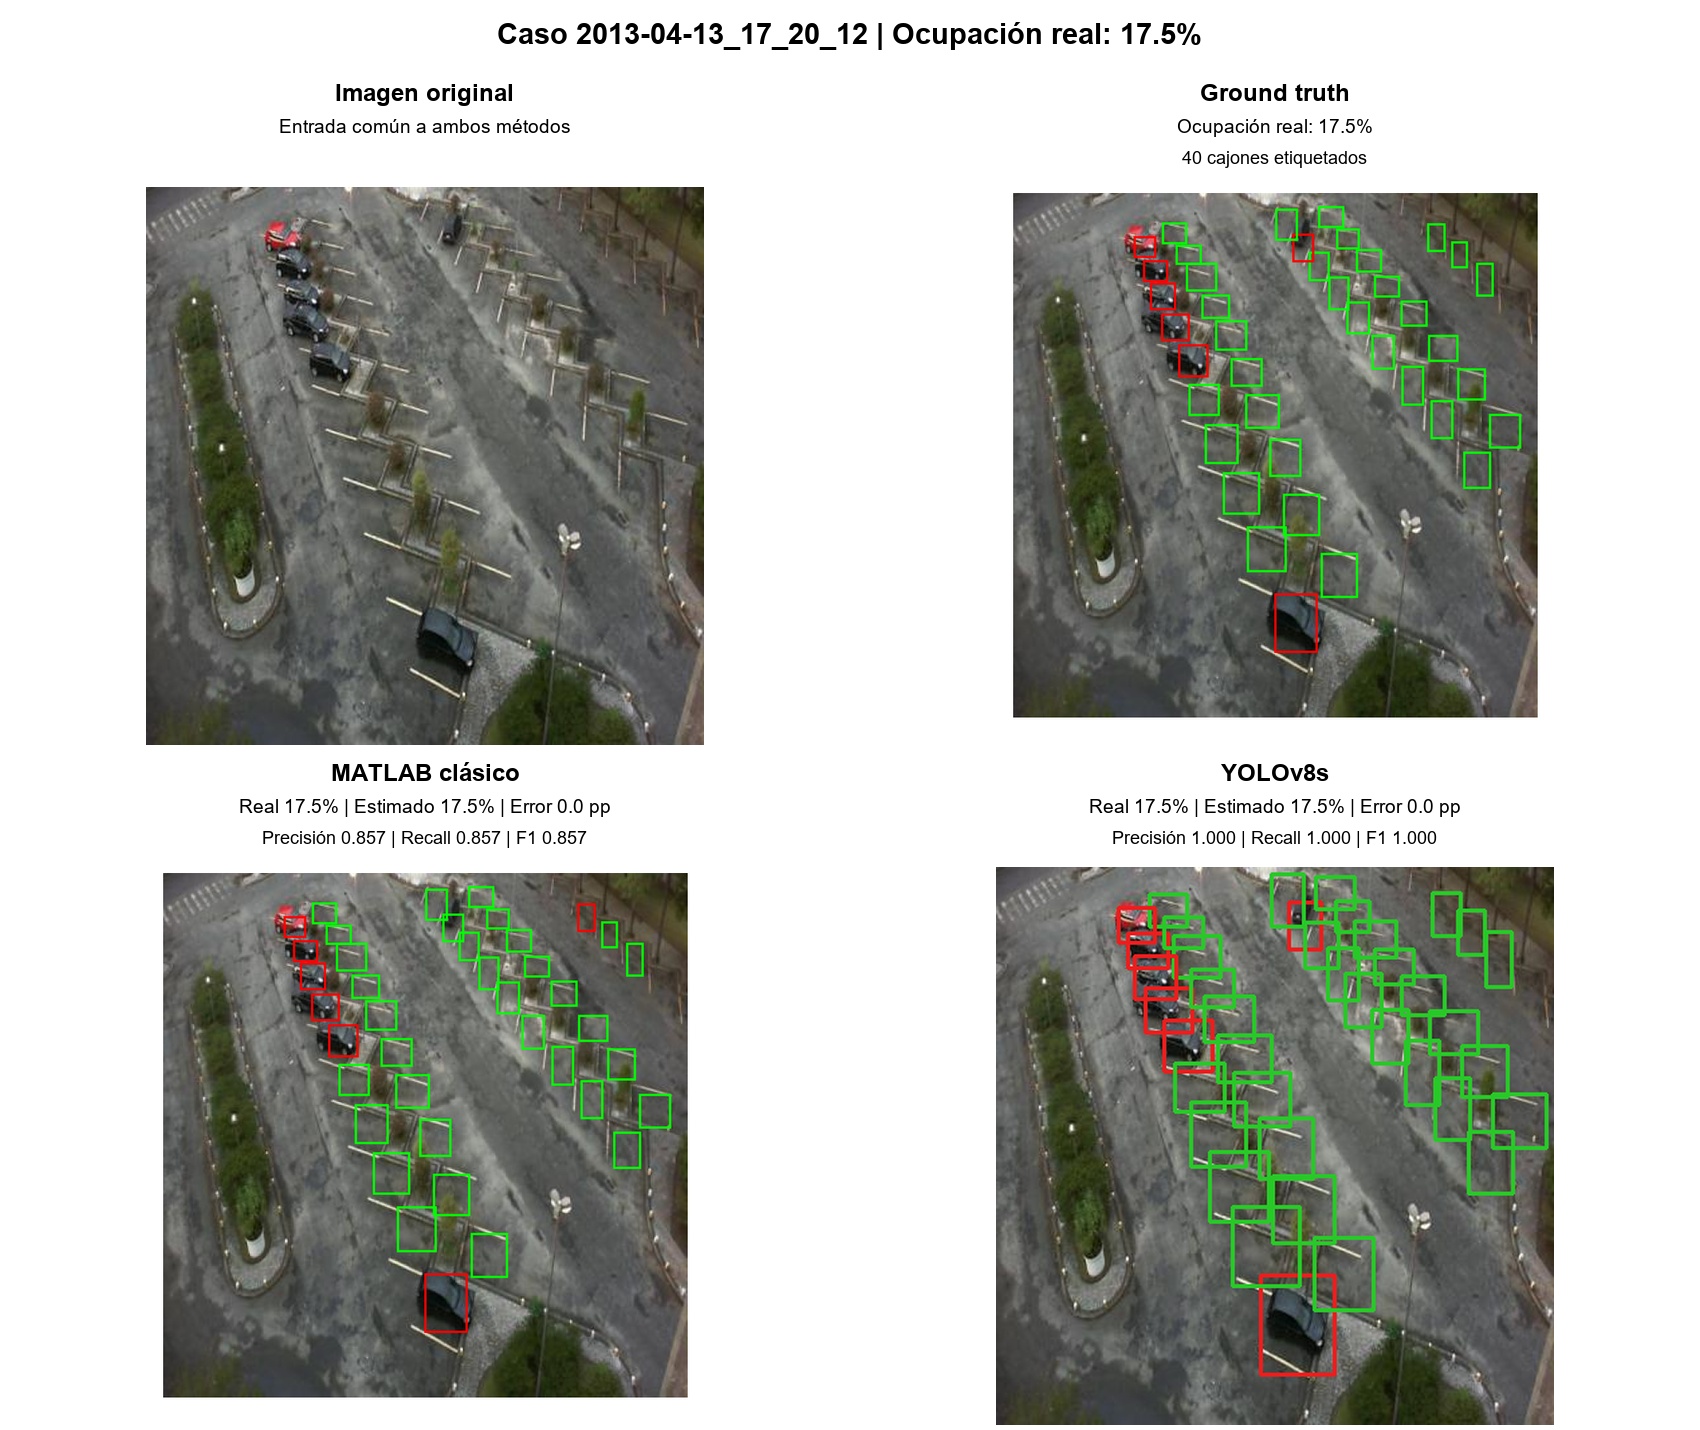 Caso 2013-04-13_17_20_12 | Ocupación real: 17.5%
Imagen original
Entrada común a ambos métodos
Ground truth
Ocupación real: 17.5%
40 cajones etiquetados
MATLAB clásico
Real 17.5% | Estimado 17.5% | Error 0.0 pp
Precisión 0.857 | Recall 0.857 | F1 0.857
YOLOv8s
Real 17.5% | Estimado 17.5% | Error 0.0 pp
Precisión 1.000 | Recall 1.000 | F1 1.000